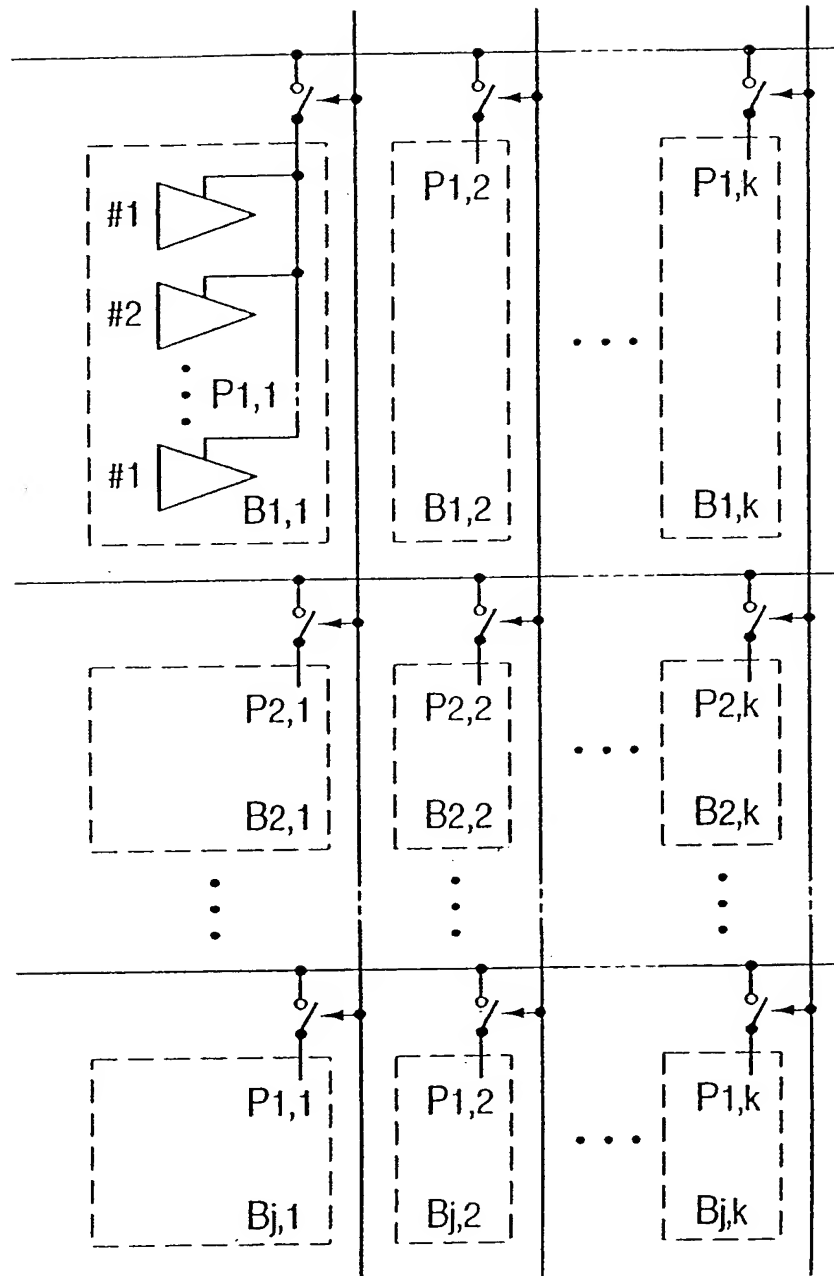 P1,2
P1,k
#1
#2
P1,1
#1
B1,1
B1,2
B1,k
P2,1
P2,2
P2,k
B2,1
B2,2
B2,k
P1,1
P1,2
P1,k
Bj,1
Bj,2
Bj,k